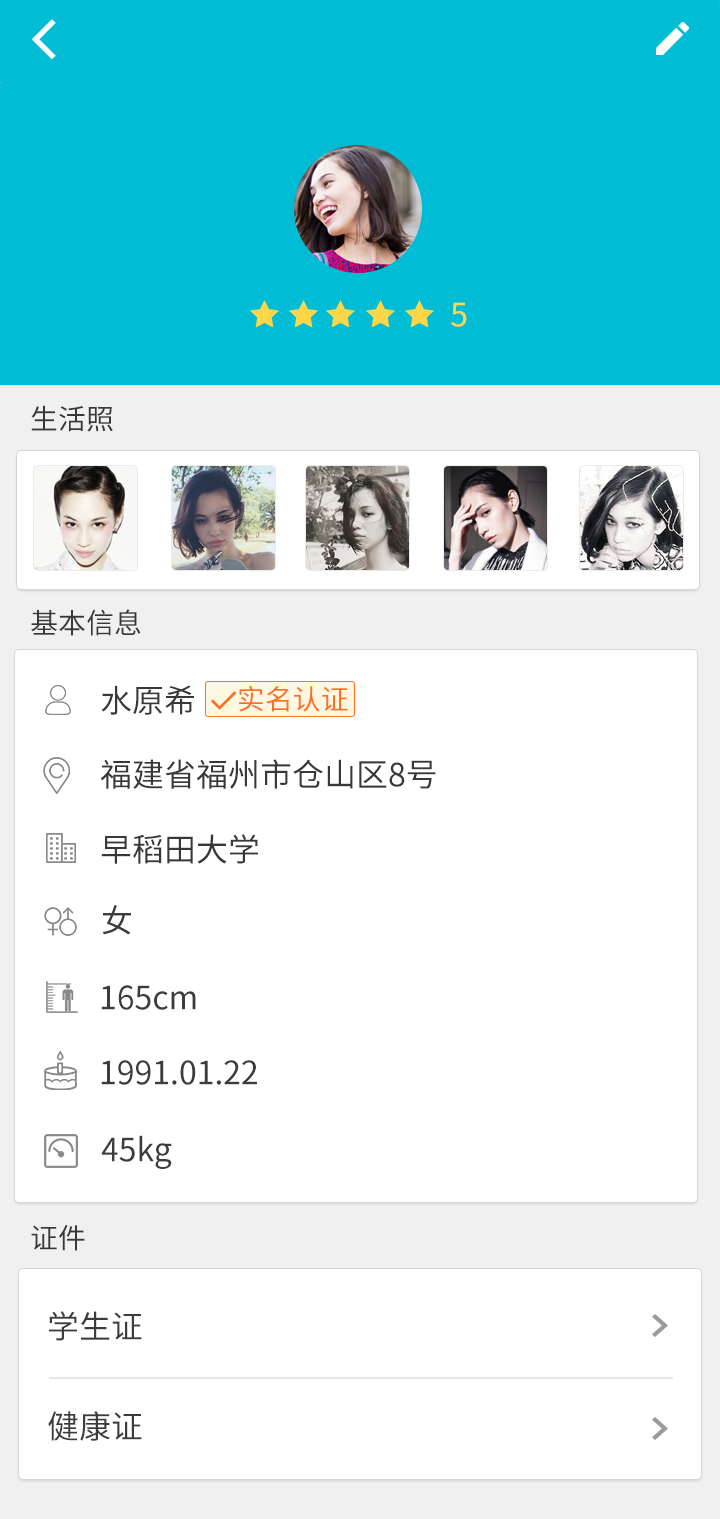 5
生活照
基本信息
水原希 实名认证
福建省福州市仓山区8号
早稻田大学
女
165cm
1991.01.22
45kg
证件
学生证
健康证